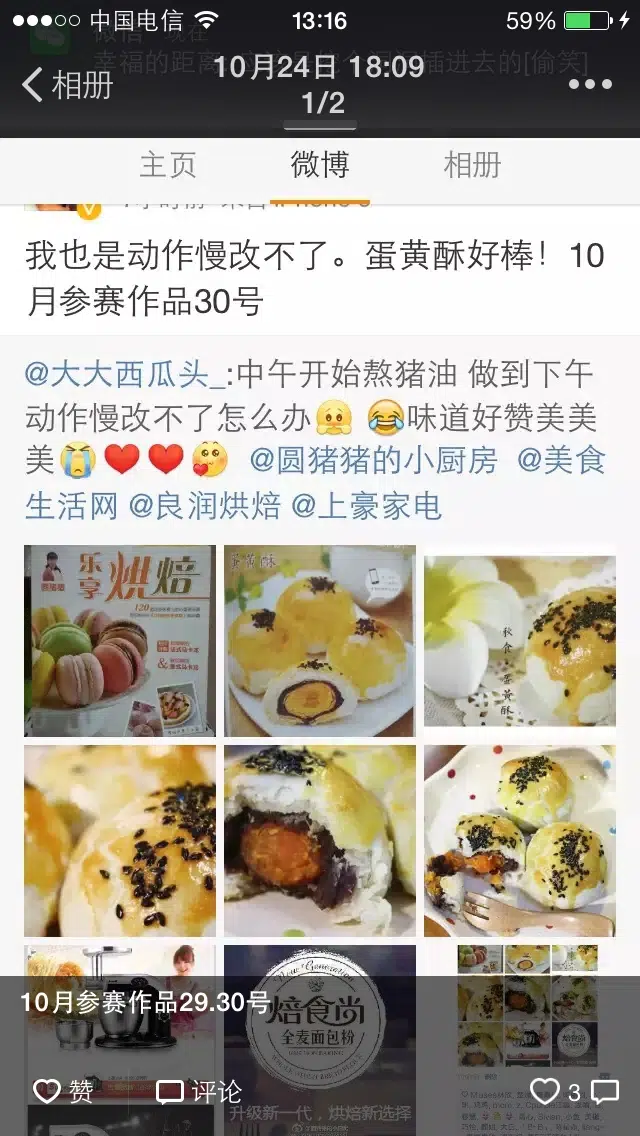 中国电信
13:16
59%
相册
10月24日 18:09
1/2
主页
微博
相册
我也是动作慢改不了。蛋黄酥好棒！10
月参赛作品30号
@大大西瓜头_:中午开始熬猪油 做到下午
动作慢改不了怎么办🤗 😂味道好赞美美
美😭❤️❤️🥰 @圆猪猪的小厨房 @美食
生活网 @良润烘焙 @上豪家电
乐享烘焙
120
&
蛋黄酥
秋食·蛋黄酥
New Generation
焙食尚
全麦面包粉
升级新一代，烘焙新选择
10月参赛作品29.30号
赞
评论
3